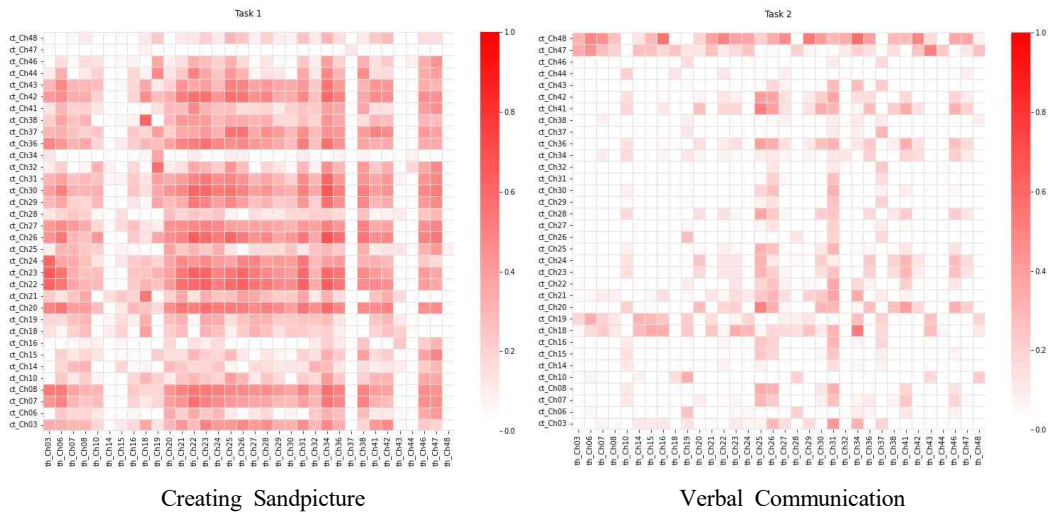 Task 1
ct_Ch48
ct_Ch47
ct_Ch46
ct_Ch44
ct_Ch43
ct_Ch42
ct_Ch41
ct_Ch38
ct_Ch37
ct_Ch36
ct_Ch34
ct_Ch32
ct_Ch31
ct_Ch30
ct_Ch29
ct_Ch28
ct_Ch27
ct_Ch26
ct_Ch25
ct_Ch24
ct_Ch23
ct_Ch22
ct_Ch21
ct_Ch20
ct_Ch19
ct_Ch18
ct_Ch16
ct_Ch15
ct_Ch14
ct_Ch10
ct_Ch08
ct_Ch07
ct_Ch06
ct_Ch03
th_Ch03
th_Ch06
th_Ch07
th_Ch08
th_Ch10
th_Ch14
th_Ch15
th_Ch16
th_Ch18
th_Ch19
th_Ch20
th_Ch21
th_Ch22
th_Ch23
th_Ch24
th_Ch25
th_Ch26
th_Ch27
th_Ch28
th_Ch29
th_Ch30
th_Ch31
th_Ch32
th_Ch34
th_Ch36
th_Ch37
th_Ch38
th_Ch41
th_Ch42
th_Ch43
th_Ch44
th_Ch46
th_Ch47
th_Ch48
1.0
0.8
0.6
0.4
0.2
0.0
Creating Sandpicture
Task 2
ct_Ch48
ct_Ch47
ct_Ch46
ct_Ch44
ct_Ch43
ct_Ch42
ct_Ch41
ct_Ch38
ct_Ch37
ct_Ch36
ct_Ch34
ct_Ch32
ct_Ch31
ct_Ch30
ct_Ch29
ct_Ch28
ct_Ch27
ct_Ch26
ct_Ch25
ct_Ch24
ct_Ch23
ct_Ch22
ct_Ch21
ct_Ch20
ct_Ch19
ct_Ch18
ct_Ch16
ct_Ch15
ct_Ch14
ct_Ch10
ct_Ch08
ct_Ch07
ct_Ch06
ct_Ch03
th_Ch03
th_Ch06
th_Ch07
th_Ch08
th_Ch10
th_Ch14
th_Ch15
th_Ch16
th_Ch18
th_Ch19
th_Ch20
th_Ch21
th_Ch22
th_Ch23
th_Ch24
th_Ch25
th_Ch26
th_Ch27
th_Ch28
th_Ch29
th_Ch30
th_Ch31
th_Ch32
th_Ch34
th_Ch36
th_Ch37
th_Ch38
th_Ch41
th_Ch42
th_Ch43
th_Ch44
th_Ch46
th_Ch47
th_Ch48
1.0
0.8
0.6
0.4
0.2
0.0
Verbal Communication